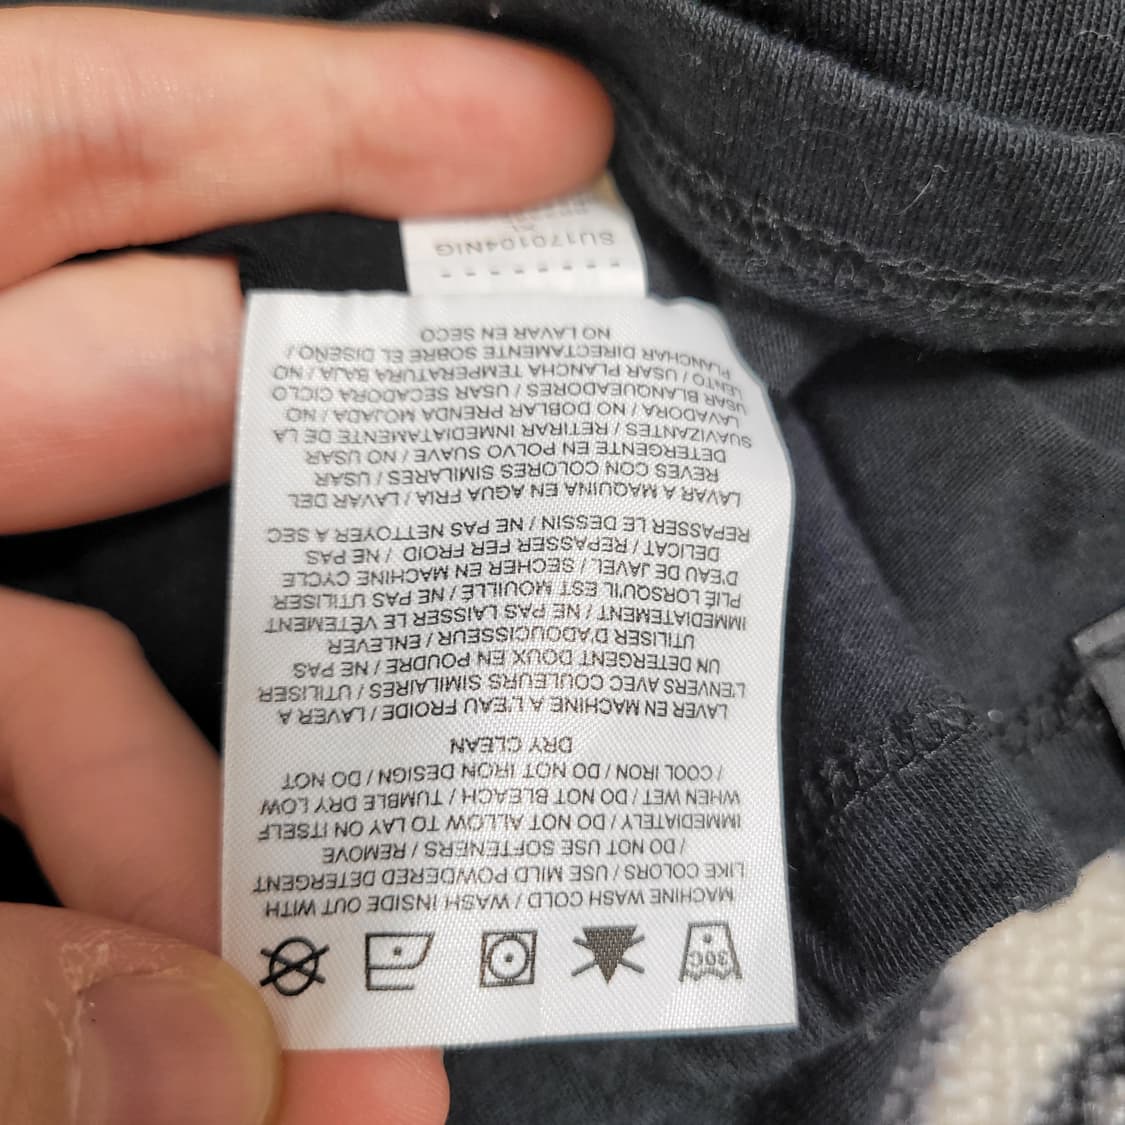 30C
MACHINE WASH COLD / WASH INSIDE OUT WITH
LIKE COLORS / USE MILD POWDERED DETERGENT
/ DO NOT USE SOFTENERS / REMOVE
IMMEDIATELY / DO NOT ALLOW TO LAY ON ITSELF
WHEN WET / DO NOT BLEACH / TUMBLE DRY LOW
/ COOL IRON / DO NOT IRON DESIGN / DO NOT
DRY CLEAN
LAVER EN MACHINE A L'EAU FROIDE / LAVER A
L'ENVERS AVEC COULEURS SIMILAIRES / UTILISER
UN DETERGENT DOUX EN POUDRE / NE PAS
UTILISER D'ADOUCISSEUR / ENLEVER
IMMEDIATEMENT / NE PAS LAISSER LE VÊTEMENT
PLIÉ LORSQU'IL EST MOUILLÉ / NE PAS UTILISER
D'EAU DE JAVEL / SECHER EN MACHINE CYCLE
DELICAT / REPASSER FER FROID / NE PAS
REPASSER LE DESSIN / NE PAS NETTOYER A SEC
LAVAR A MAQUINA EN AGUA FRIA / LAVAR DEL
REVES CON COLORES SIMILARES / USAR
DETERGENTE EN POLVO SUAVE / NO USAR
SUAVIZANTES / RETIRAR INMEDIATAMENTE DE LA
LAVADORA / NO DOBLAR PRENDA MOJADA / NO
USAR BLANQUEADORES / USAR SECADORA CICLO
LENTO / USAR PLANCHA TEMPERATURA BAJA / NO
PLANCHAR DIRECTAMENTE SOBRE EL DISEÑO /
NO LAVAR EN SECO
SU170104NIG